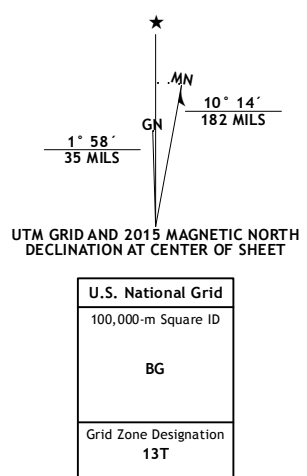 MN
GN
10° 14´
182 MILS
1° 58´
35 MILS
UTM GRID AND 2015 MAGNETIC NORTH
DECLINATION AT CENTER OF SHEET
U.S. National Grid
100,000-m Square ID
BG
Grid Zone Designation
13T